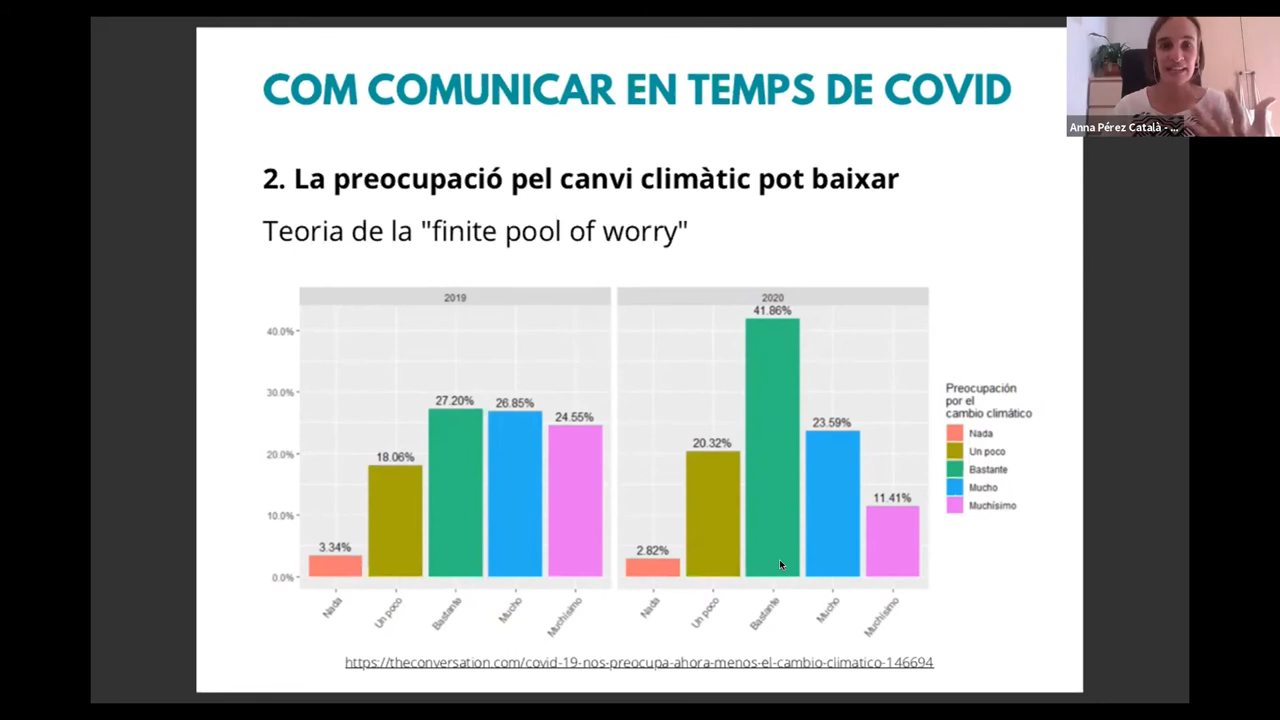 COM COMUNICAR EN TEMPS DE COVID
Anna Pérez Català - ...
2. La preocupació pel canvi climàtic pot baixar
Teoria de la "finite pool of worry"
2019
2020
40.0%
30.0%
20.0%
10.0%
0.0%
3.34%
18.06%
27.20%
26.85%
24.55%
2.82%
20.32%
41.86%
23.59%
11.41%
Nada
Un poco
Bastante
Mucho
Muchísimo
Nada
Un poco
Bastante
Mucho
Muchísimo
Preocupación
por el
cambio climático
Nada
Un poco
Bastante
Mucho
Muchísimo
https://theconversation.com/covid-19-nos-preocupa-ahora-menos-el-cambio-climatico-146694